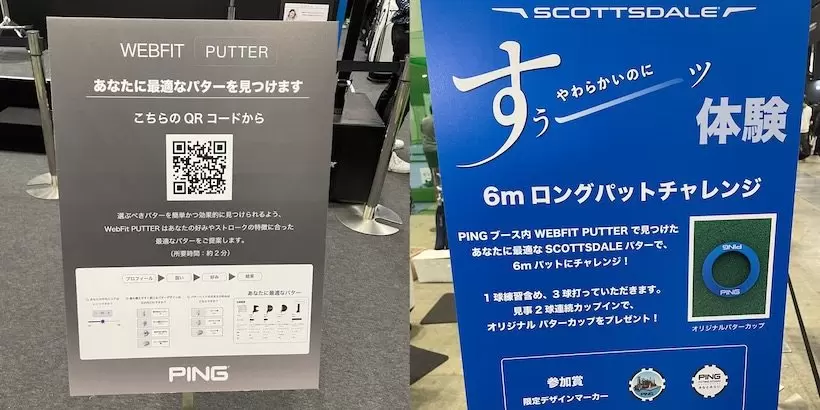 WEBFIT PUTTER
あなたに最適なパターを見つけます
こちらの QR コードから
選ぶべきパターを簡単かつ効果的に見つけられるよう、
WebFit PUTTER はあなたの好みやストロークの特徴に合った
最適なパターをご提案します。
(所要時間:約2分)
プロフィール
狙い
好み
結果
あなたに最適なパター
PING
SCOTTSDALE
すぅーッ
やわらかいのに
体験
6m ロングパットチャレンジ
PING ブース内 WEBFIT PUTTER で見つけた
あなたに最適な SCOTTSDALE パターで、
6m パットにチャレンジ!
1 球練習含め、3 球打っていただきます。
見事 2 球連続カップインで、
オリジナル パターカップをプレゼント!
PING
PING
オリジナルパターカップ
参加賞
限定デザインマーカー
PING